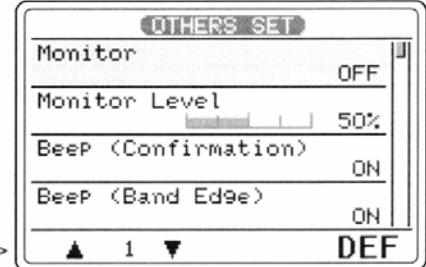 OTHERS SET
Monitor
OFF
Monitor Level
50%
Beep (Confirmation)
ON
Beep (Band Edge)
ON
> ▲ 1 ▼ DEF